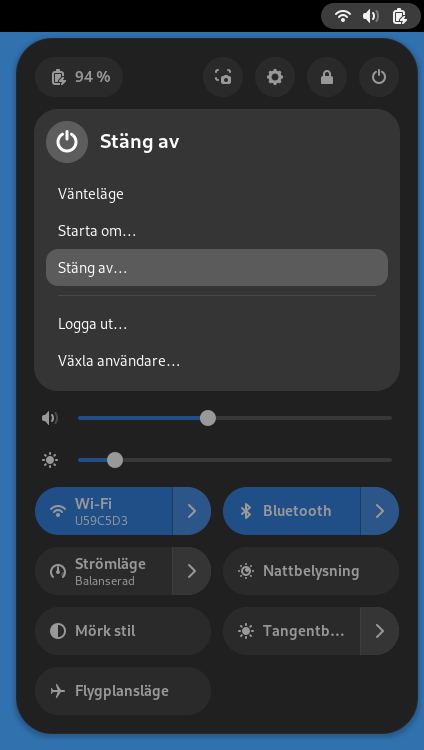 94 %
Stäng av
Vänteläge
Starta om…
Stäng av…
Logga ut…
Växla användare…
Wi-Fi
U59C5D3
Bluetooth
Strömläge
Balanserad
Nattbelysning
Mörk stil
Tangentb…
Flygplansläge